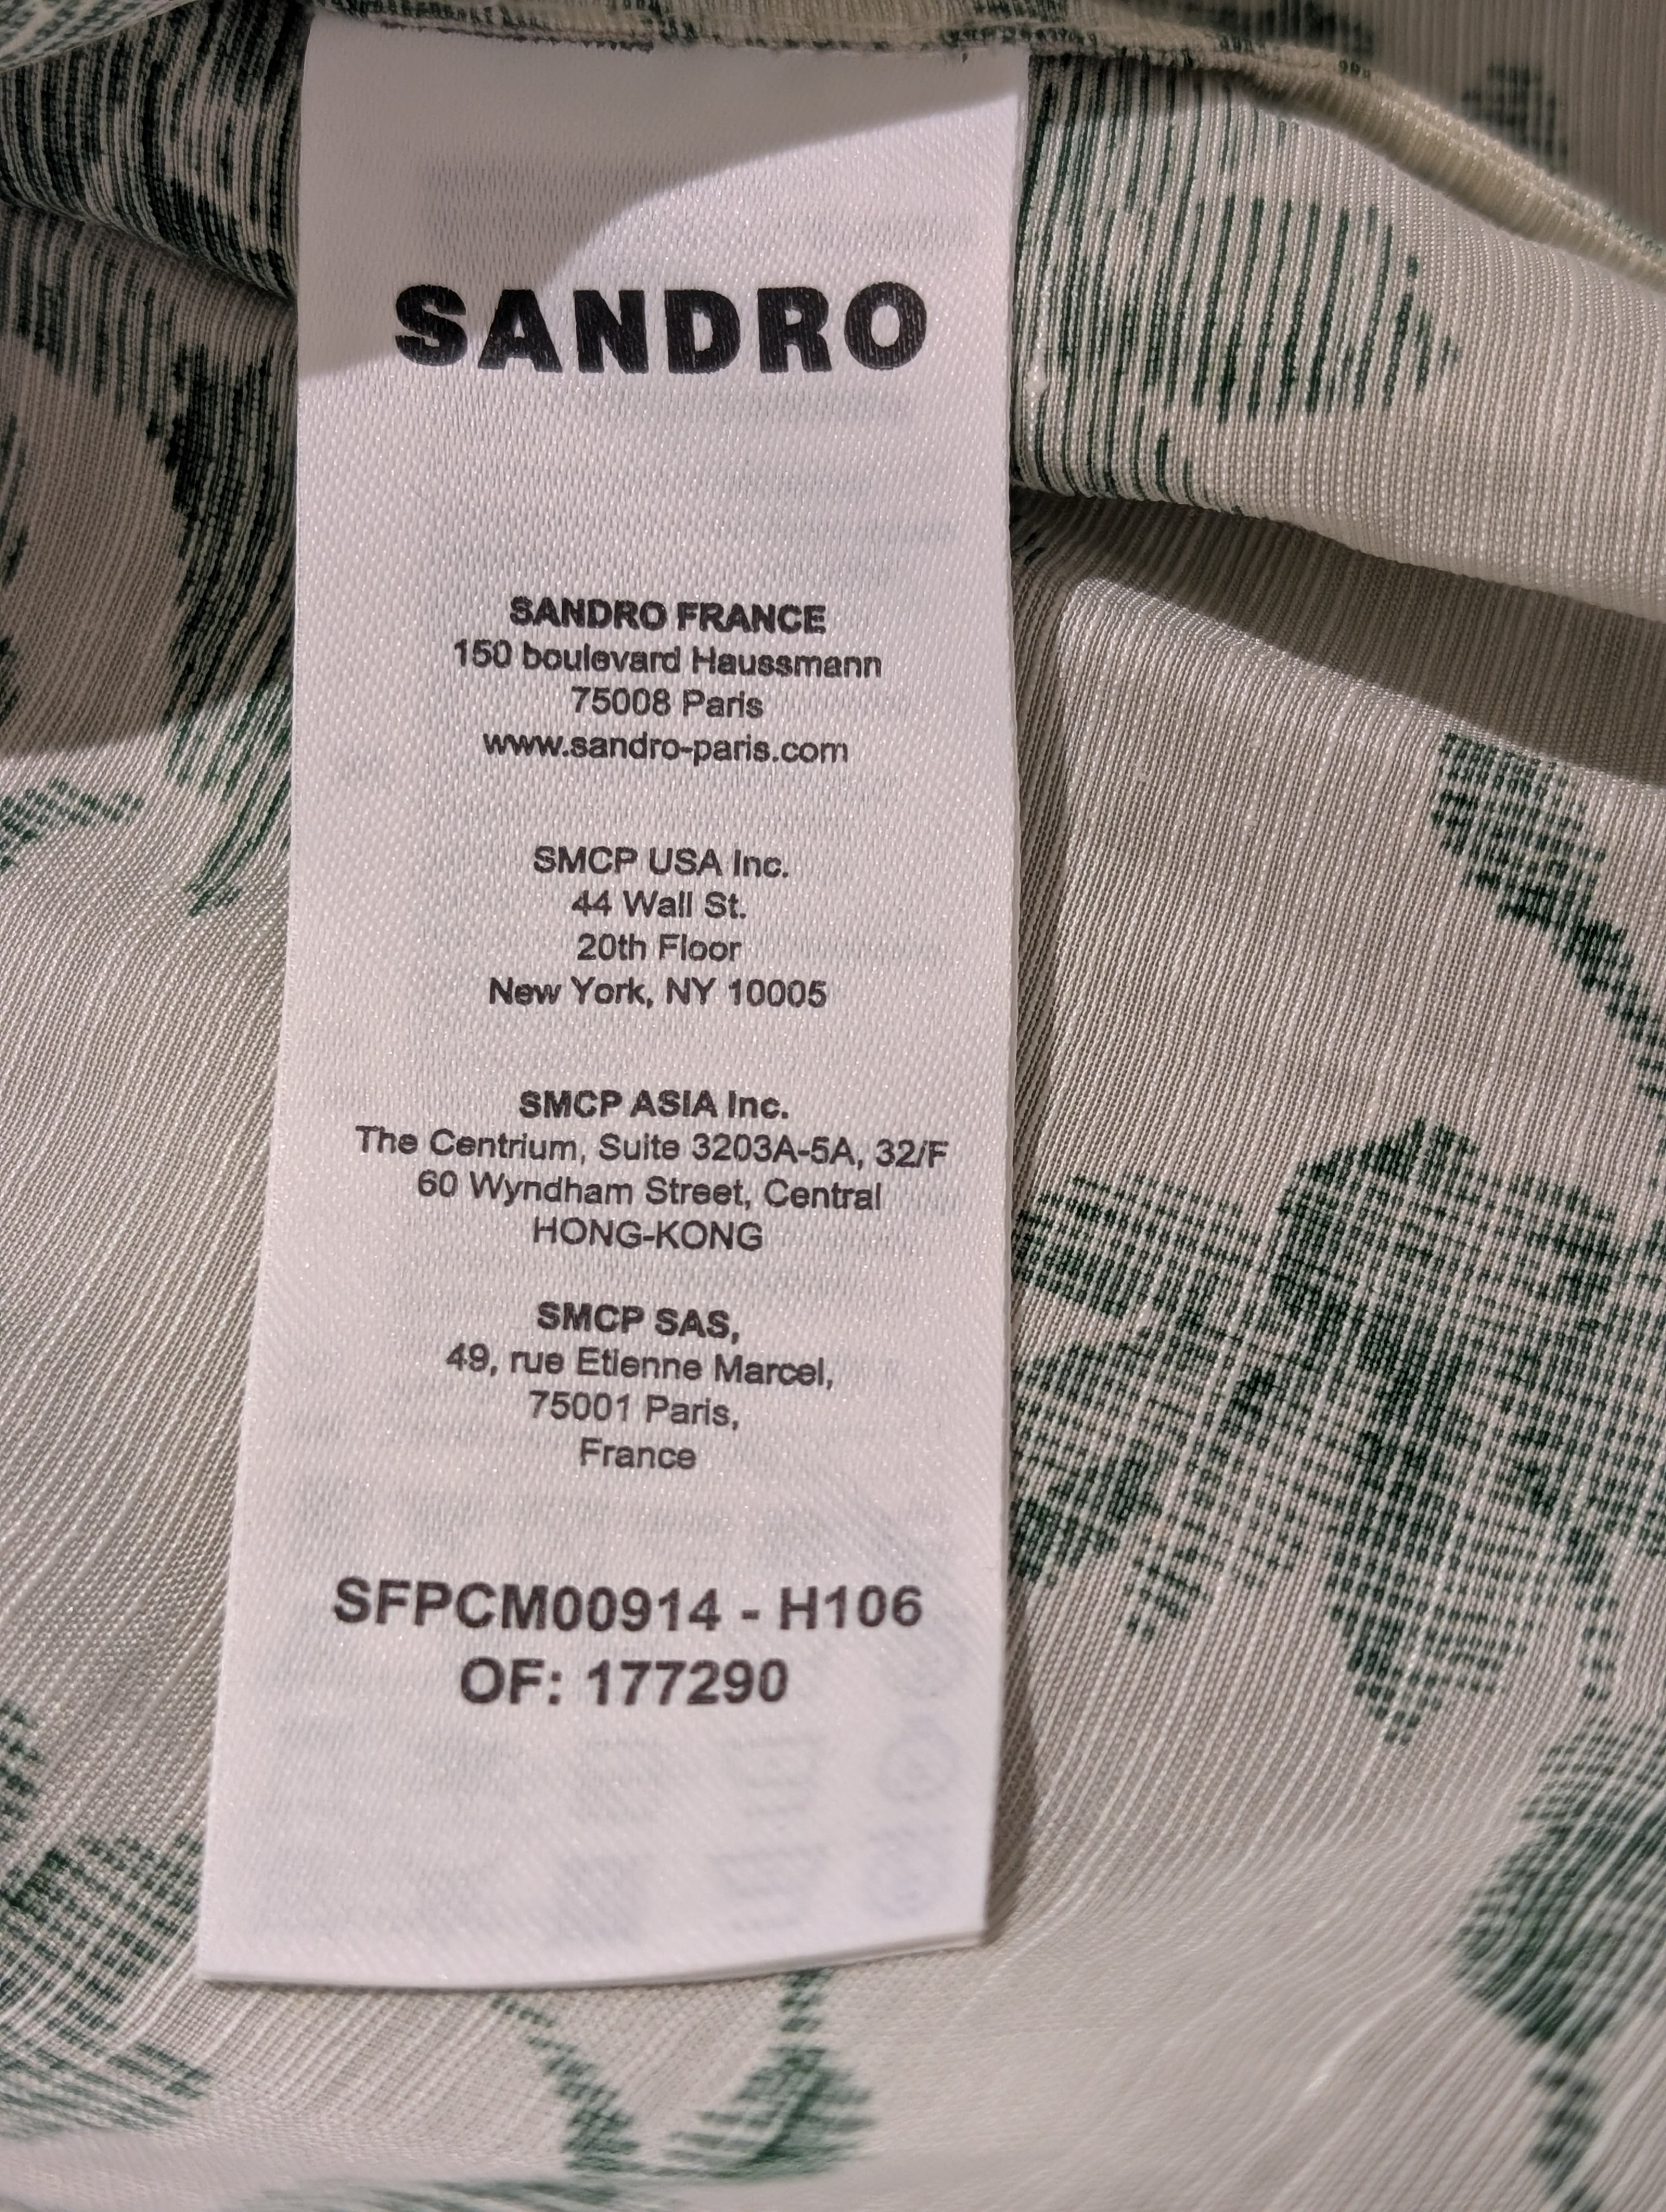 SANDRO
SANDRO FRANCE
150 boulevard Haussmann
75008 Paris
www.sandro-paris.com
SMCP USA Inc.
44 Wall St.
20th Floor
New York, NY 10005
SMCP ASIA Inc.
The Centrium, Suite 3203A-5A, 32/F
60 Wyndham Street, Central
HONG-KONG
SMCP SAS,
49, rue Etienne Marcel,
75001 Paris,
France
SFPCM00914 - H106
OF: 177290